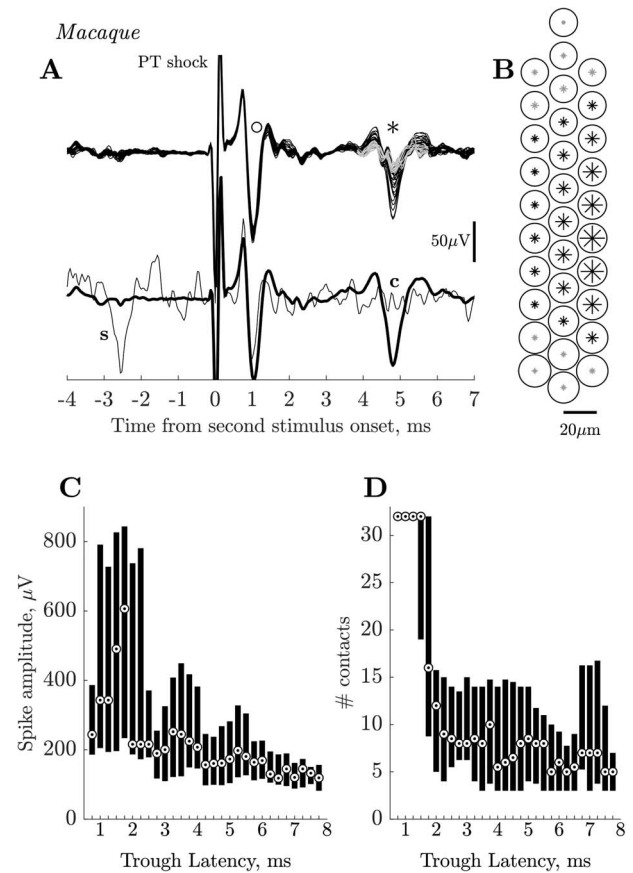 Macaque
A
PT shock
B
○
*
50μV
s
c
-4 -3 -2 -1 0 1 2 3 4 5 6 7
Time from second stimulus onset, ms
20μm
C
Spike amplitude, μV
800
600
400
200
0
1 2 3 4 5 6 7 8
Trough Latency, ms
D
# contacts
30
25
20
15
10
5
0
1 2 3 4 5 6 7 8
Trough Latency, ms